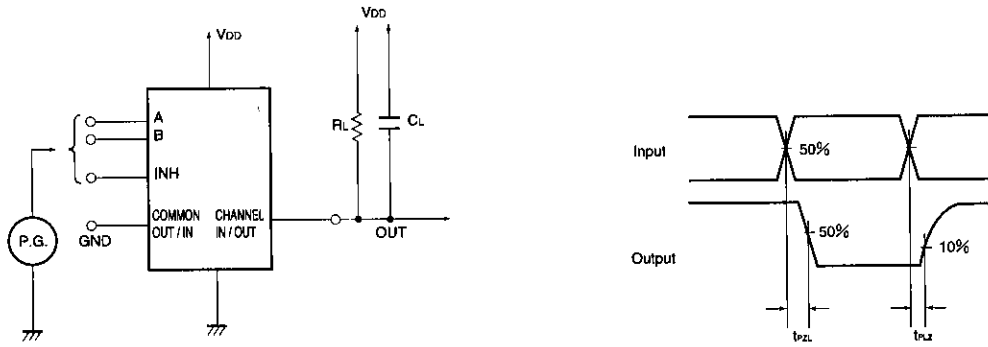 VDD
VDD
A
B
INH
RL
CL
COMMON OUT / IN
CHANNEL IN / OUT
P.G.
GND
OUT
Input
50%
50%
Output
10%
tPZL
tPLZ